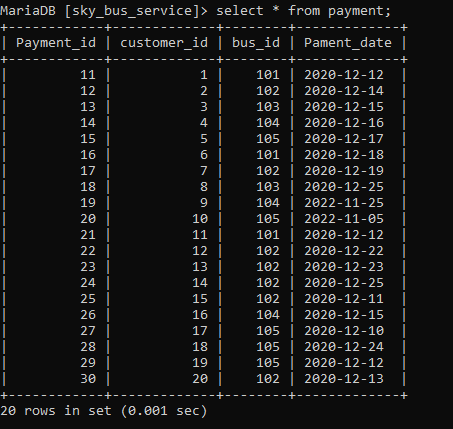 MariaDB [sky_bus_service]> select * from payment;
+------------+-------------+--------+-------------+
| Payment_id | customer_id | bus_id | Pament_date |
+------------+-------------+--------+-------------+
|         11 |           1 |    101 | 2020-12-12  |
|         12 |           2 |    102 | 2020-12-14  |
|         13 |           3 |    103 | 2020-12-15  |
|         14 |           4 |    104 | 2020-12-16  |
|         15 |           5 |    105 | 2020-12-17  |
|         16 |           6 |    101 | 2020-12-18  |
|         17 |           7 |    102 | 2020-12-19  |
|         18 |           8 |    103 | 2020-12-25  |
|         19 |           9 |    104 | 2022-11-25  |
|         20 |          10 |    105 | 2022-11-05  |
|         21 |          11 |    101 | 2020-12-12  |
|         22 |          12 |    102 | 2020-12-22  |
|         23 |          13 |    102 | 2020-12-23  |
|         24 |          14 |    102 | 2020-12-25  |
|         25 |          15 |    102 | 2020-12-11  |
|         26 |          16 |    104 | 2020-12-15  |
|         27 |          17 |    105 | 2020-12-10  |
|         28 |          18 |    105 | 2020-12-24  |
|         29 |          19 |    105 | 2020-12-12  |
|         30 |          20 |    102 | 2020-12-13  |
+------------+-------------+--------+-------------+
20 rows in set (0.001 sec)